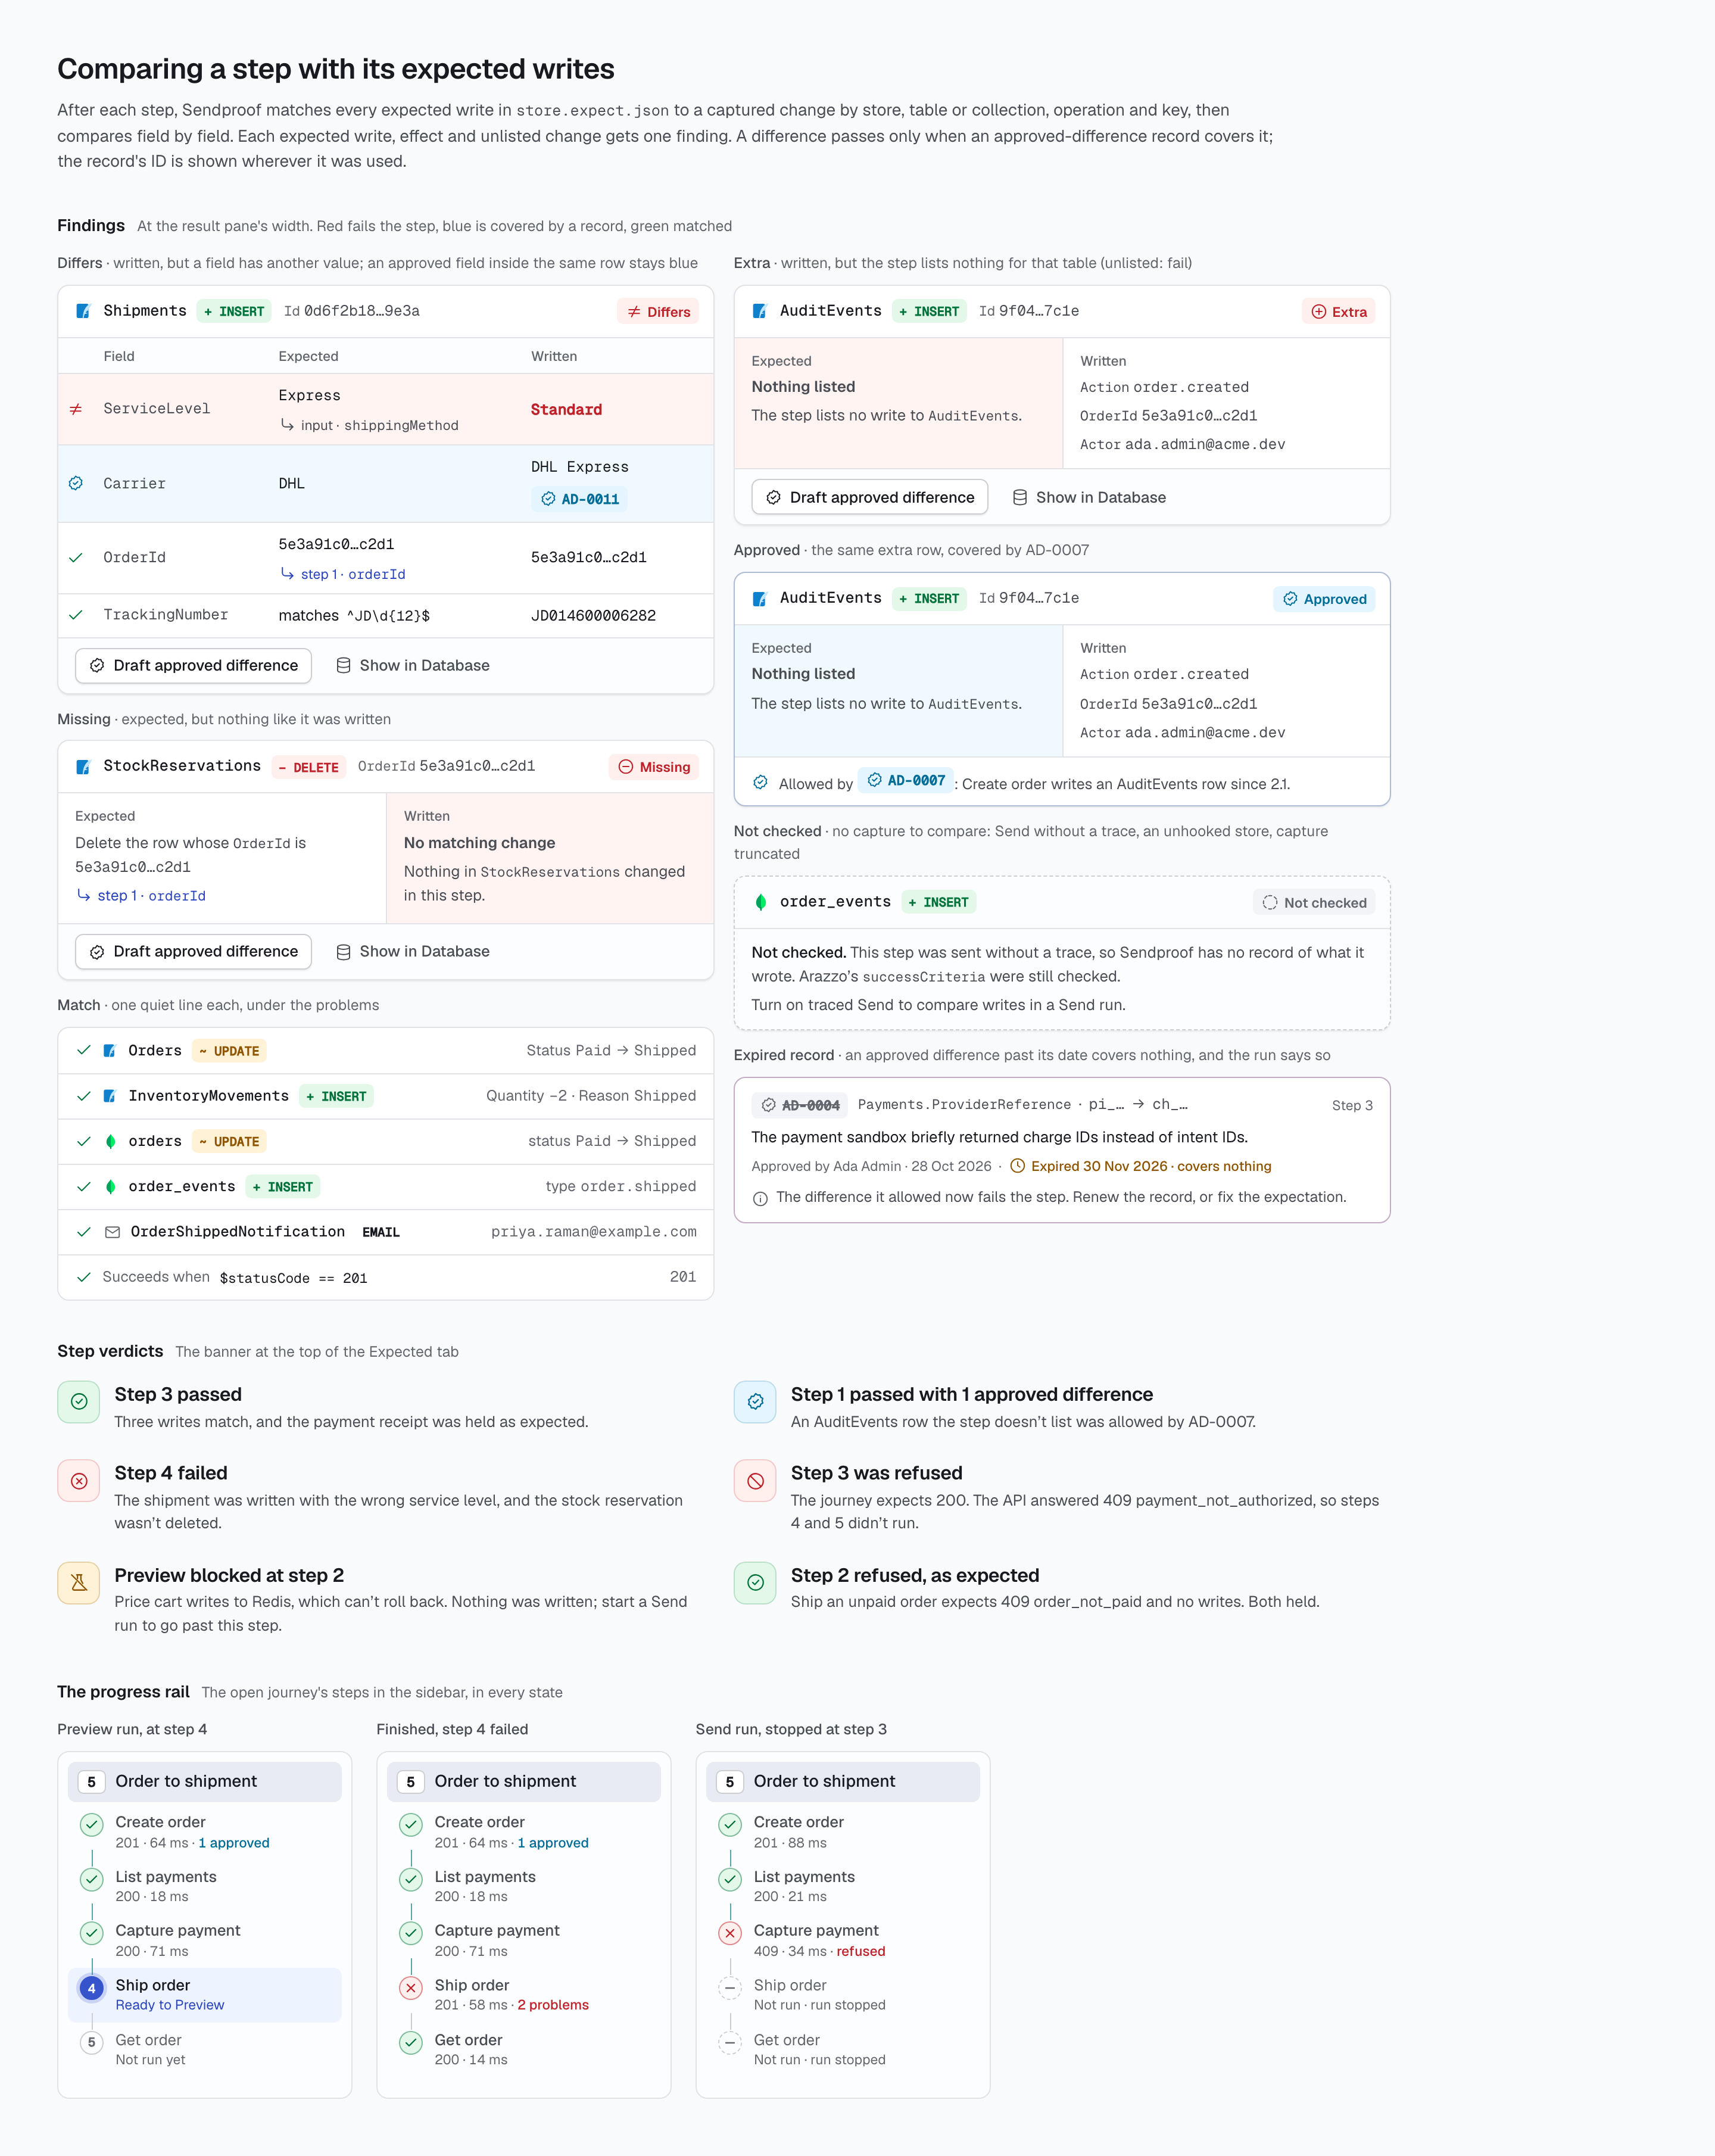 Comparing a step with its expected writes
After each step, Sendproof matches every expected write in store.expect.json to a captured change by store, table or collection, operation and key, then
compares field by field. Each expected write, effect and unlisted change gets one finding. A difference passes only when an approved-difference record covers it;
the record's ID is shown wherever it was used.
Findings At the result pane's width. Red fails the step, blue is covered by a record, green matched
Differs · written, but a field has another value; an approved field inside the same row stays blue
Shipments + INSERT Id 0d6f2b18…9e3a ≠ Differs
Field Expected Written
≠ ServiceLevel Express Standard
input · shippingMethod
Carrier DHL DHL Express
AD-0011
OrderId 5e3a91c0…c2d1 5e3a91c0…c2d1
step 1 · orderId
TrackingNumber matches ^JD\d{12}$ JD014600006282
Draft approved difference Show in Database
Missing · expected, but nothing like it was written
StockReservations − DELETE OrderId 5e3a91c0…c2d1 Missing
Expected
Delete the row whose OrderId is
5e3a91c0…c2d1
step 1 · orderId
Written
No matching change
Nothing in StockReservations changed
in this step.
Draft approved difference Show in Database
Match · one quiet line each, under the problems
Orders ~ UPDATE Status Paid → Shipped
InventoryMovements + INSERT Quantity −2 · Reason Shipped
orders ~ UPDATE status Paid → Shipped
order_events + INSERT type order.shipped
OrderShippedNotification EMAIL priya.raman@example.com
Succeeds when $statusCode == 201 201
Extra · written, but the step lists nothing for that table (unlisted: fail)
AuditEvents + INSERT Id 9f04…7c1e Extra
Expected
Nothing listed
The step lists no write to AuditEvents.
Written
Action order.created
OrderId 5e3a91c0…c2d1
Actor ada.admin@acme.dev
Draft approved difference Show in Database
Approved · the same extra row, covered by AD-0007
AuditEvents + INSERT Id 9f04…7c1e Approved
Expected
Nothing listed
The step lists no write to AuditEvents.
Written
Action order.created
OrderId 5e3a91c0…c2d1
Actor ada.admin@acme.dev
Allowed by AD-0007 : Create order writes an AuditEvents row since 2.1.
Not checked · no capture to compare: Send without a trace, an unhooked store, capture
truncated
order_events + INSERT Not checked
Not checked. This step was sent without a trace, so Sendproof has no record of what it
wrote. Arazzo’s successCriteria were still checked.
Turn on traced Send to compare writes in a Send run.
Expired record · an approved difference past its date covers nothing, and the run says so
AD-0004 Payments.ProviderReference · pi_… → ch_… Step 3
The payment sandbox briefly returned charge IDs instead of intent IDs.
Approved by Ada Admin · 28 Oct 2026 · Expired 30 Nov 2026 · covers nothing
The difference it allowed now fails the step. Renew the record, or fix the expectation.
Step verdicts The banner at the top of the Expected tab
Step 3 passed
Three writes match, and the payment receipt was held as expected.
Step 1 passed with 1 approved difference
An AuditEvents row the step doesn’t list was allowed by AD-0007.
Step 4 failed
The shipment was written with the wrong service level, and the stock reservation
wasn’t deleted.
Step 3 was refused
The journey expects 200. The API answered 409 payment_not_authorized, so steps
4 and 5 didn’t run.
Preview blocked at step 2
Price cart writes to Redis, which can’t roll back. Nothing was written; start a Send
run to go past this step.
Step 2 refused, as expected
Ship an unpaid order expects 409 order_not_paid and no writes. Both held.
The progress rail The open journey's steps in the sidebar, in every state
Preview run, at step 4
5 Order to shipment
Create order
201 · 64 ms · 1 approved
List payments
200 · 18 ms
Capture payment
200 · 71 ms
4 Ship order
Ready to Preview
5 Get order
Not run yet
Finished, step 4 failed
5 Order to shipment
Create order
201 · 64 ms · 1 approved
List payments
200 · 18 ms
Capture payment
200 · 71 ms
Ship order
201 · 58 ms · 2 problems
Get order
200 · 14 ms
Send run, stopped at step 3
5 Order to shipment
Create order
201 · 88 ms
List payments
200 · 21 ms
Capture payment
409 · 34 ms · refused
Ship order
Not run · run stopped
Get order
Not run · run stopped